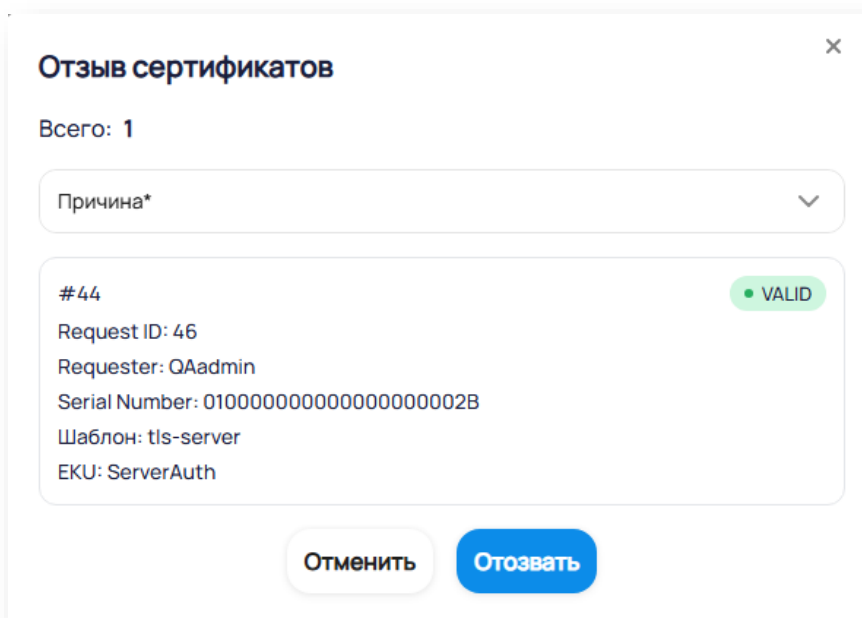 Отзыв сертификатов
Всего: 1
Причина*
#44
VALID
Request ID: 46
Requester: QAadmin
Serial Number: 010000000000000000002B
Шаблон: tls-server
EKU: ServerAuth
Отменить
Отозвать